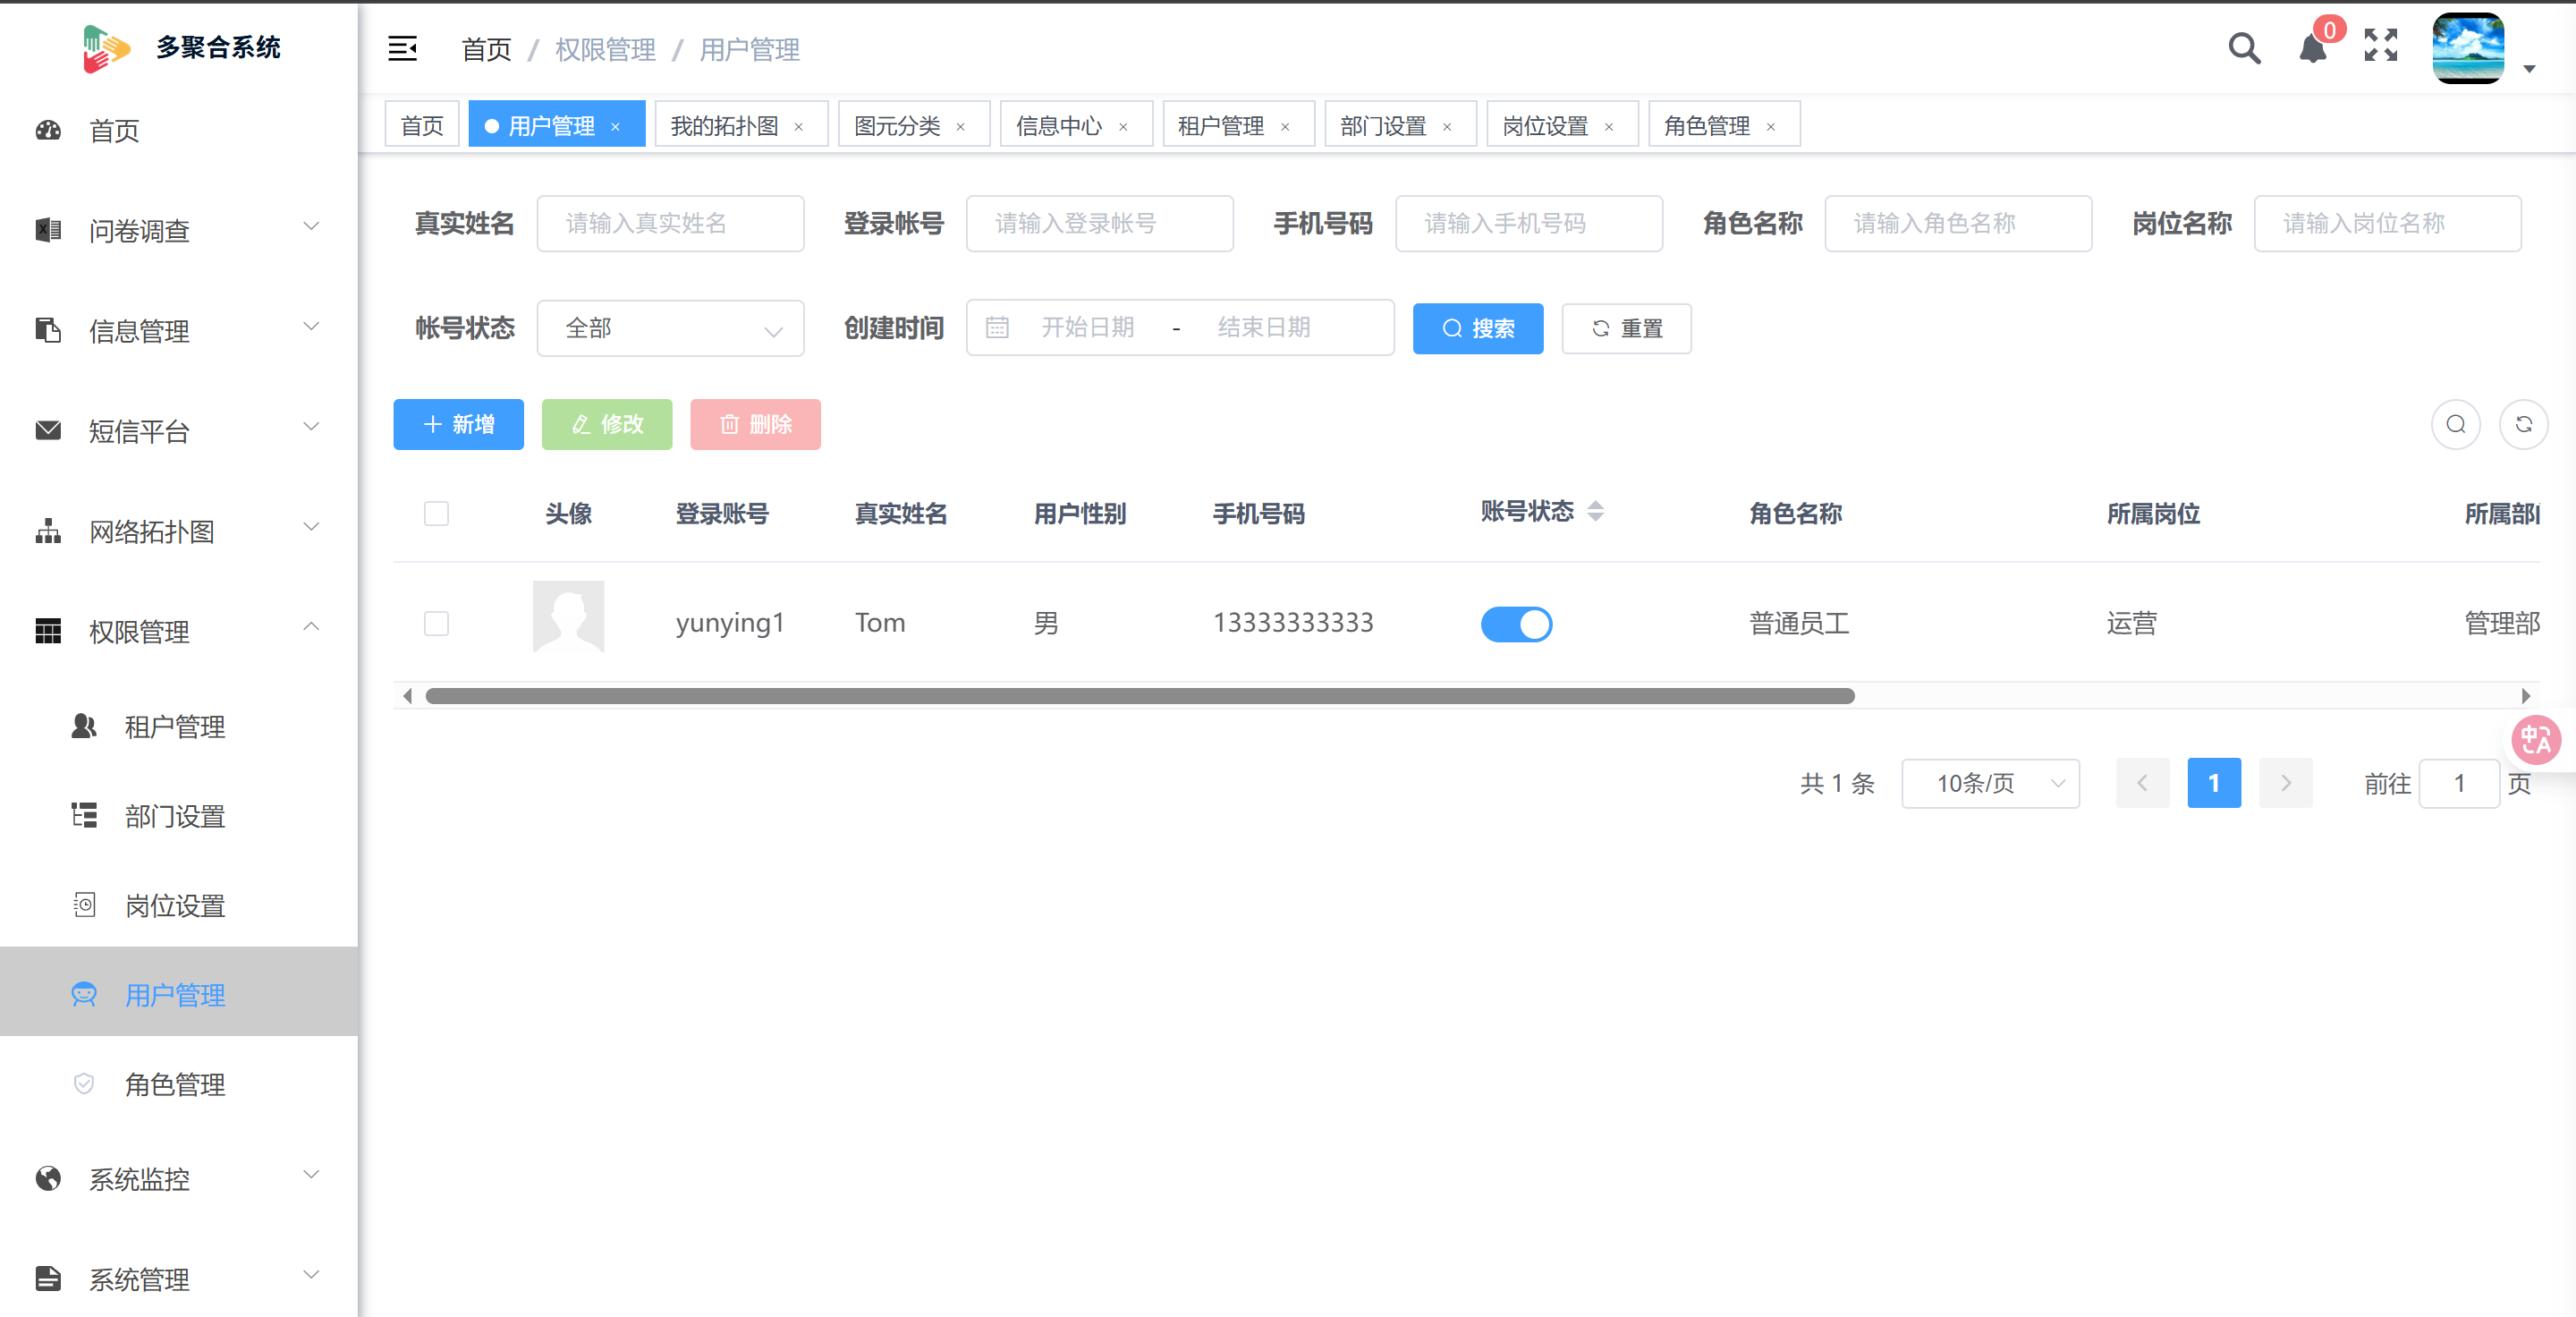 多聚合系统
首页
问卷调查
信息管理
短信平台
网络拓扑图
权限管理
租户管理
部门设置
岗位设置
用户管理
角色管理
系统监控
系统管理
首页 / 权限管理 / 用户管理
0
首页 用户管理 × 我的拓扑图 × 图元分类 × 信息中心 × 租户管理 × 部门设置 × 岗位设置 × 角色管理 ×
真实姓名 请输入真实姓名 登录帐号 请输入登录帐号 手机号码 请输入手机号码 角色名称 请输入角色名称 岗位名称 请输入岗位名称
帐号状态 全部 创建时间 开始日期 - 结束日期 搜索 重置
新增 修改 删除
头像 登录账号 真实姓名 用户性别 手机号码 账号状态 角色名称 所属岗位 所属部
yunying1 Tom 男 13333333333 普通员工 运营 管理部
中A
共 1 条 10条/页 1 前往 1 页